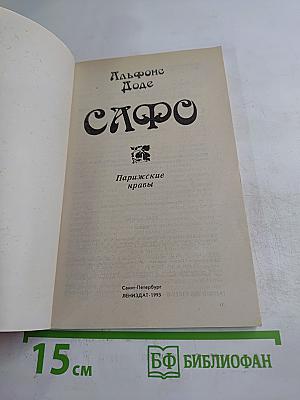 Альфонс
Доде
САФО
Парижские
нравы
Санкт-Петербург
ЛЕНИЗДАТ·1993
15 см
БФ БИБЛИОФАН